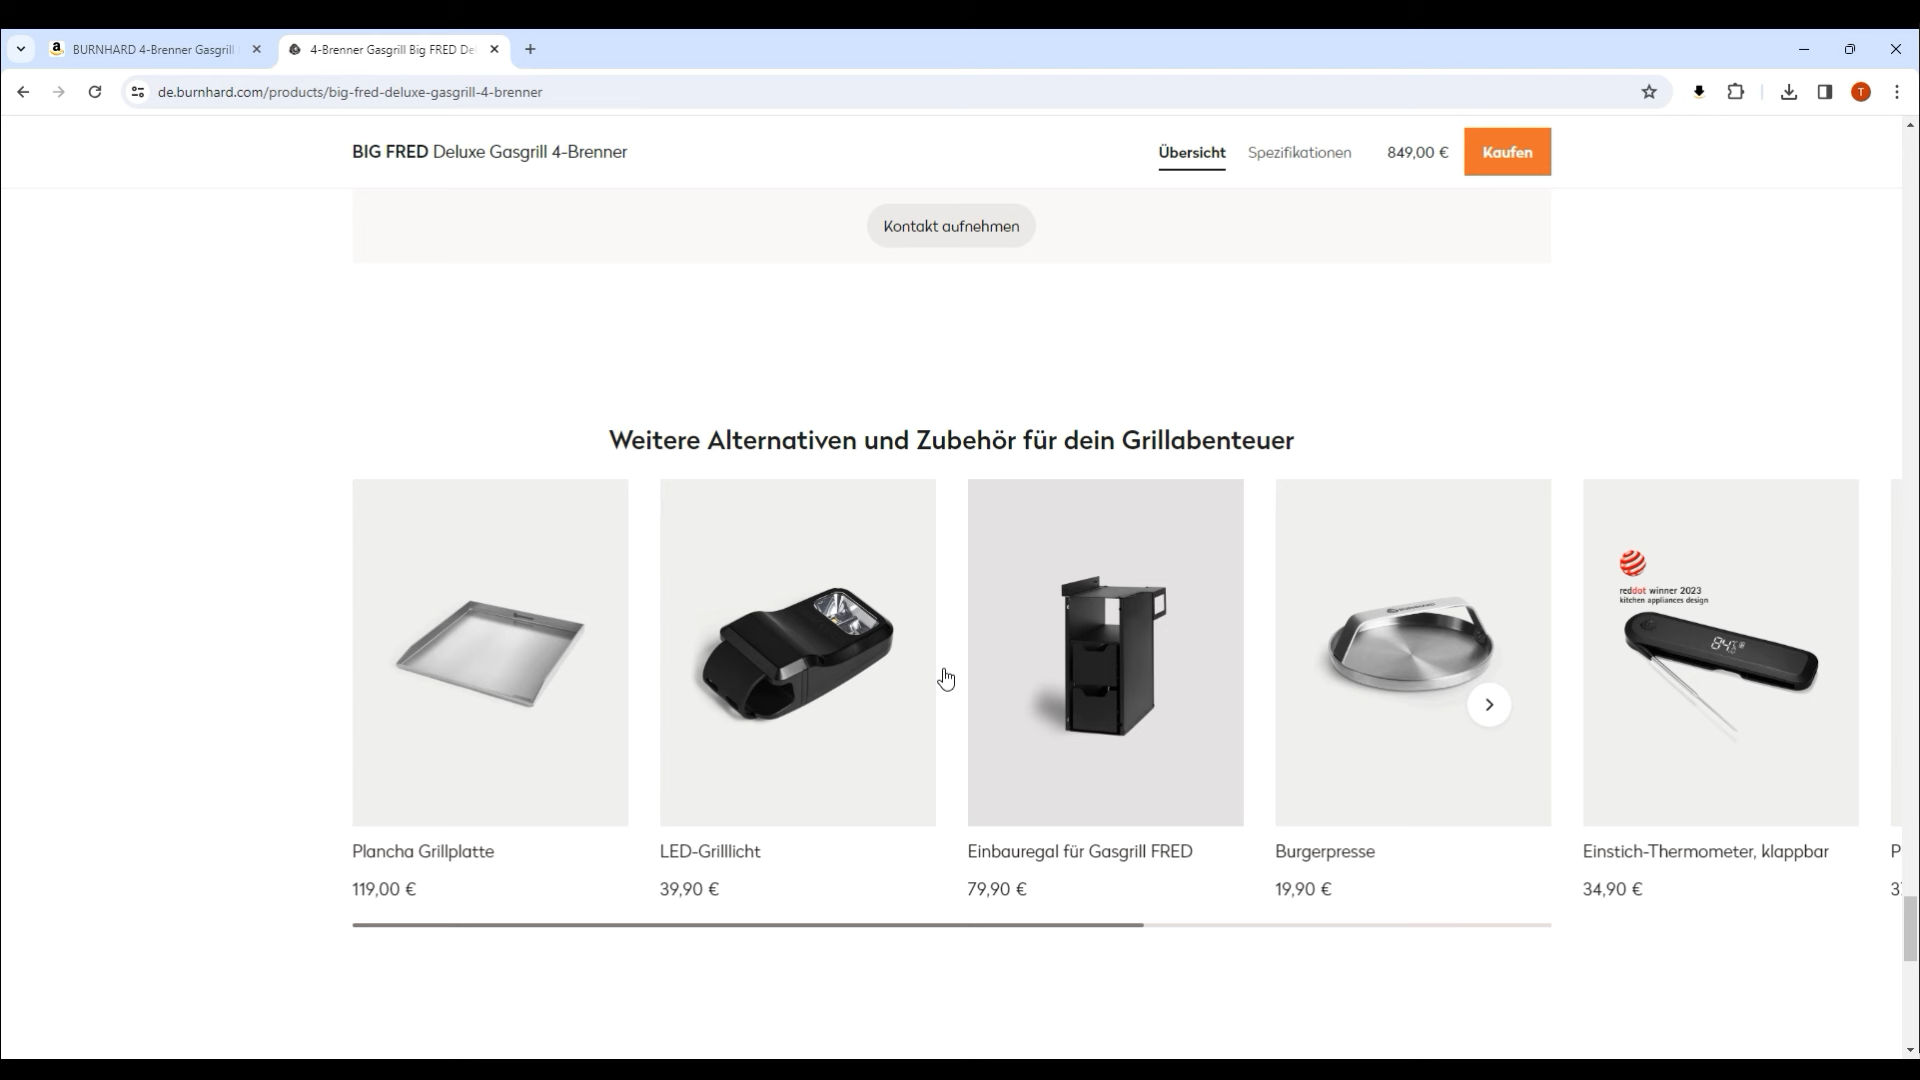 BURNHARD 4-Brenner Gasgrill
4-Brenner Gasgrill Big FRED De
de.burnhard.com/products/big-fred-deluxe-gasgrill-4-brenner
T
BIG FRED Deluxe Gasgrill 4-Brenner
Übersicht
Spezifikationen
849,00 €
Kaufen
Kontakt aufnehmen
Weitere Alternativen und Zubehör für dein Grillabenteuer
reddot winner 2023
kitchen appliances design
Plancha Grillplatte
LED-Grilllicht
Einbauregal für Gasgrill FRED
Burgerpresse
Einstich-Thermometer, klappbar
P
119,00 €
39,90 €
79,90 €
19,90 €
34,90 €